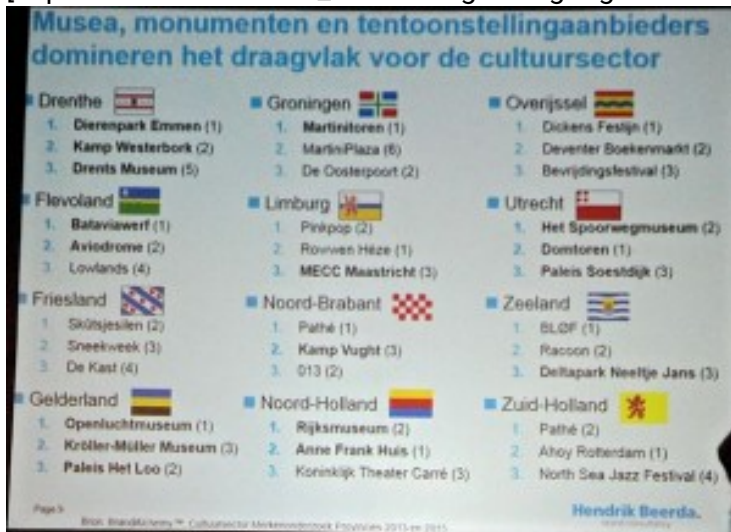 Musea, monumenten en tentoonstellingaanbieders
domineren het draagvlak voor de cultuursector
Drenthe
1. Dierenpark Emmen (1)
2. Kamp Westerbork (2)
3. Drents Museum (5)
Flevoland
1. Bataviawerf (1)
2. Aviodrome (2)
3. Lowlands (4)
Friesland
1. Skûtsjesilen (2)
2. Sneekweek (3)
3. De Kast (4)
Gelderland
1. Openluchtmuseum (1)
2. Kröller-Müller Museum (3)
3. Paleis Het Loo (2)
Groningen
1. Martinitoren (1)
2. MartiniPlaza (6)
3. De Oosterpoort (2)
Limburg
1. Pinkpop (2)
2. Rowwen Hèze (1)
3. MECC Maastricht (3)
Noord-Brabant
1. Pathé (1)
2. Kamp Vught (3)
3. 013 (2)
Noord-Holland
1. Rijksmuseum (2)
2. Anne Frank Huis (1)
3. Koninklijk Theater Carré (3)
Overijssel
1. Dickens Festijn (1)
2. Deventer Boekenmarkt (2)
3. Bevrijdingsfestival (3)
Utrecht
1. Het Spoorwegmuseum (2)
2. Domtoren (1)
3. Paleis Soestdijk (3)
Zeeland
1. BLØF (1)
2. Racoon (2)
3. Deltapark Neeltje Jans (3)
Zuid-Holland
1. Pathé (2)
2. Ahoy Rotterdam (1)
3. North Sea Jazz Festival (4)
Hendrik Beerda.
Bron: BrandAlchemy™ Cultuursector Merkenonderzoek Provincies